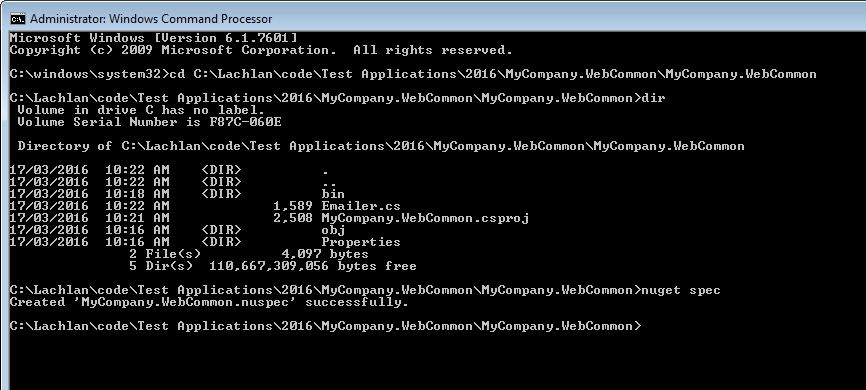 Administrator: Windows Command Processor
Microsoft Windows [Version 6.1.7601]
Copyright (c) 2009 Microsoft Corporation.  All rights reserved.
C:\windows\system32>cd C:\Lachlan\code\Test Applications\2016\MyCompany.WebCommon\MyCompany.WebCommon
C:\Lachlan\code\Test Applications\2016\MyCompany.WebCommon\MyCompany.WebCommon>dir
 Volume in drive C has no label.
 Volume Serial Number is F87C-060E
 Directory of C:\Lachlan\code\Test Applications\2016\MyCompany.WebCommon\MyCompany.WebCommon
17/03/2016  10:22 AM    <DIR>          .
17/03/2016  10:22 AM    <DIR>          ..
17/03/2016  10:18 AM    <DIR>          bin
17/03/2016  10:22 AM             1,589 Emailer.cs
17/03/2016  10:21 AM             2,508 MyCompany.WebCommon.csproj
17/03/2016  10:16 AM    <DIR>          obj
17/03/2016  10:16 AM    <DIR>          Properties
               2 File(s)          4,097 bytes
               5 Dir(s)  110,667,309,056 bytes free
C:\Lachlan\code\Test Applications\2016\MyCompany.WebCommon\MyCompany.WebCommon>nuget spec
Created 'MyCompany.WebCommon.nuspec' successfully.
C:\Lachlan\code\Test Applications\2016\MyCompany.WebCommon\MyCompany.WebCommon>